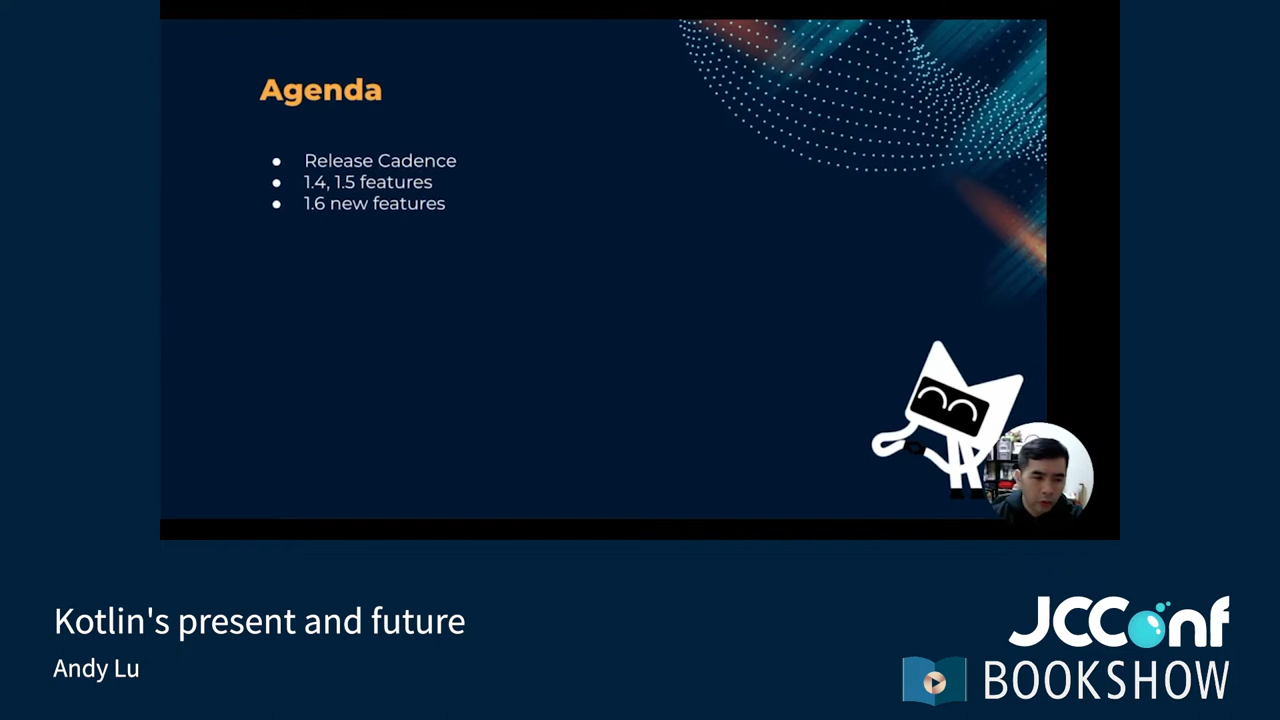 Agenda
● Release Cadence
● 1.4, 1.5 features
● 1.6 new features
Kotlin's present and future
Andy Lu
JCConf
BOOKSHOW